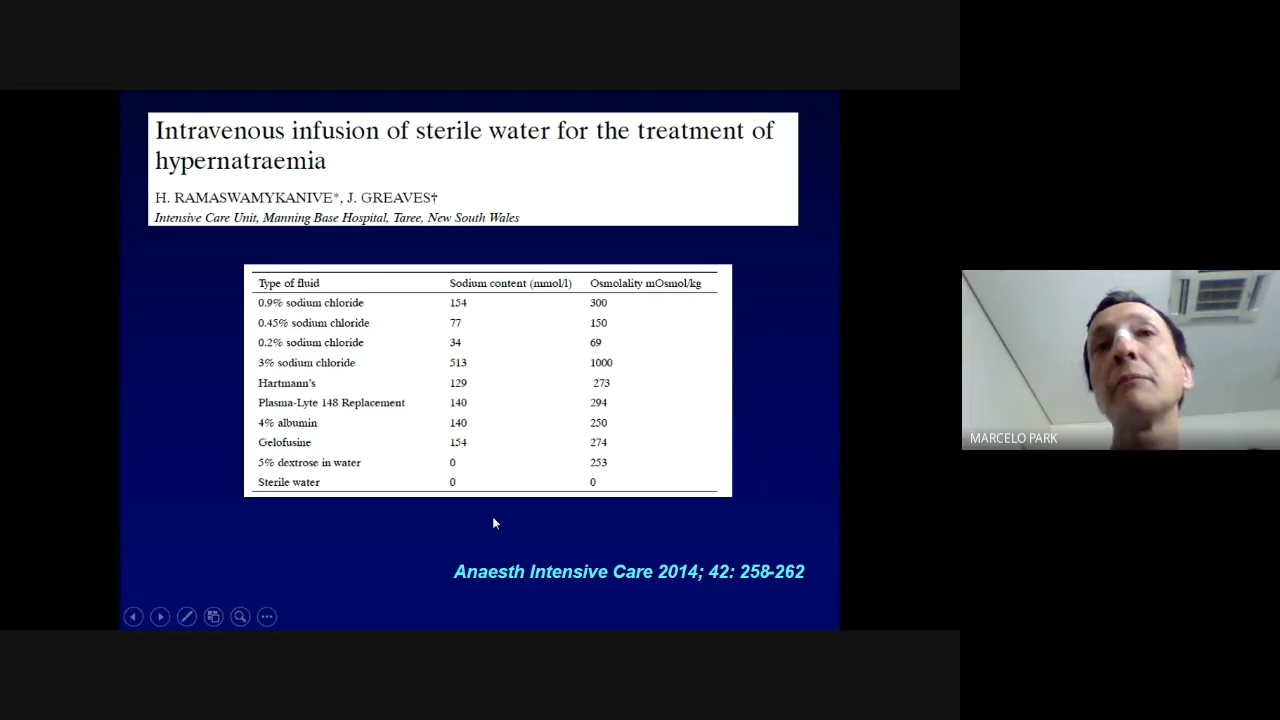 Intravenous infusion of sterile water for the treatment of
hypernatraemia
H. RAMASWAMYKANIVE*, J. GREAVES†
Intensive Care Unit, Manning Base Hospital, Taree, New South Wales
Type of fluid Sodium content (mmol/l) Osmolality mOsmol/kg
0.9% sodium chloride 154 300
0.45% sodium chloride 77 150
0.2% sodium chloride 34 69
3% sodium chloride 513 1000
Hartmann's 129 273
Plasma-Lyte 148 Replacement 140 294
4% albumin 140 250
Gelofusine 154 274
5% dextrose in water 0 253
Sterile water 0 0
Anaesth Intensive Care 2014; 42: 258-262
MARCELO PARK